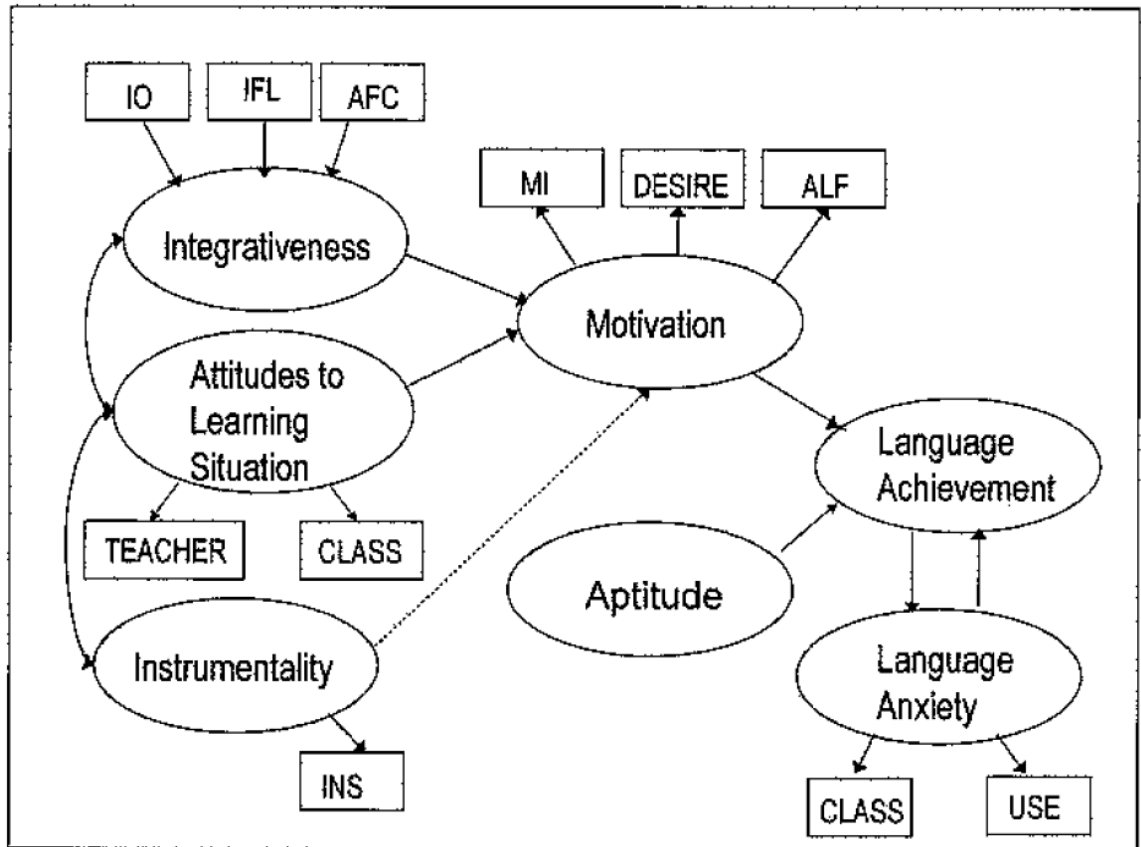 IO
IFL
AFC
MI
DESIRE
ALF
Integrativeness
Motivation
Attitudes to
Learning
Situation
Language
Achievement
TEACHER
CLASS
Aptitude
Instrumentality
Language
Anxiety
INS
CLASS
USE